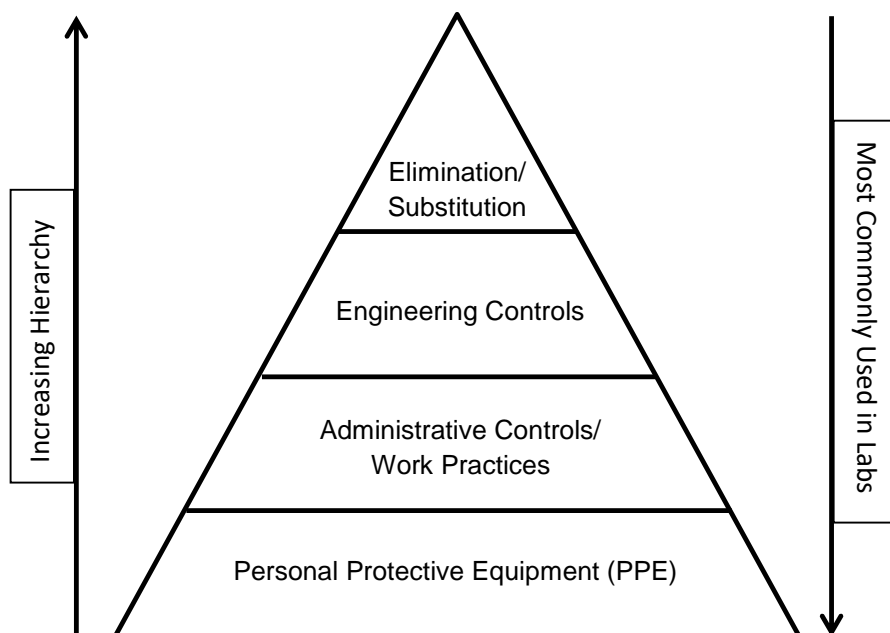 Elimination/
Substitution
Engineering Controls
Administrative Controls/
Work Practices
Personal Protective Equipment (PPE)
Increasing Hierarchy
Most Commonly Used in Labs